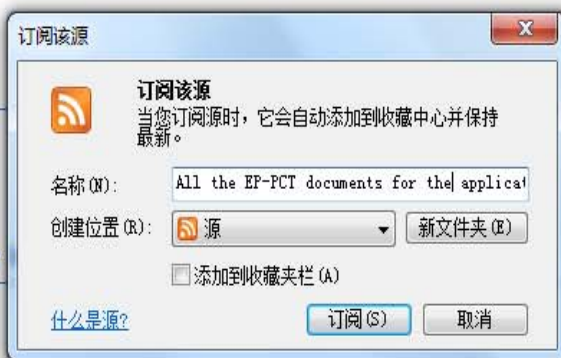 订阅该源
订阅该源
当您订阅源时，它会自动添加到收藏中心并保持
最新。
名称(N):
All the EP-PCT documents for the applicat
创建位置(R):
源
新文件夹(E)
添加到收藏夹栏(A)
什么是源?
订阅(S)
取消